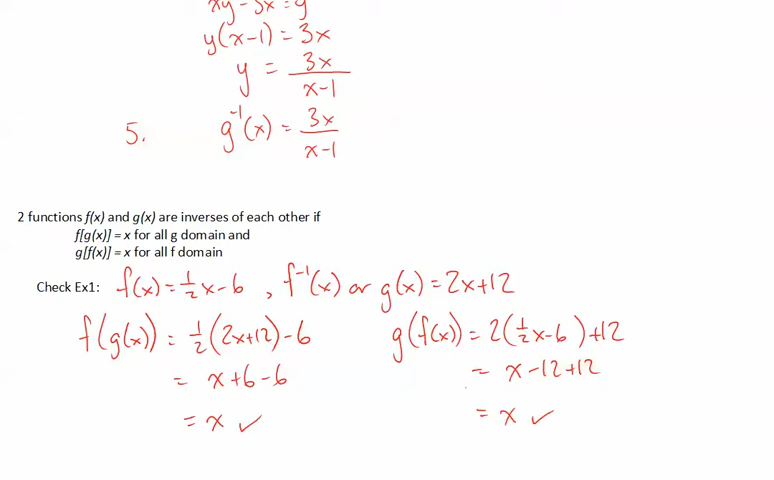 xy - 3x = y
y(x-1) = 3x
y = 3x/(x-1)
5. g⁻¹(x) = 3x/(x-1)
2 functions f(x) and g(x) are inverses of each other if
f[g(x)] = x for all g domain and
g[f(x)] = x for all f domain
Check Ex1: f(x) = ½x - 6 , f⁻¹(x) or g(x) = 2x + 12
f(g(x)) = ½(2x+12) - 6
= x + 6 - 6
= x ✓
g(f(x)) = 2(½x - 6) + 12
= x - 12 + 12
= x ✓